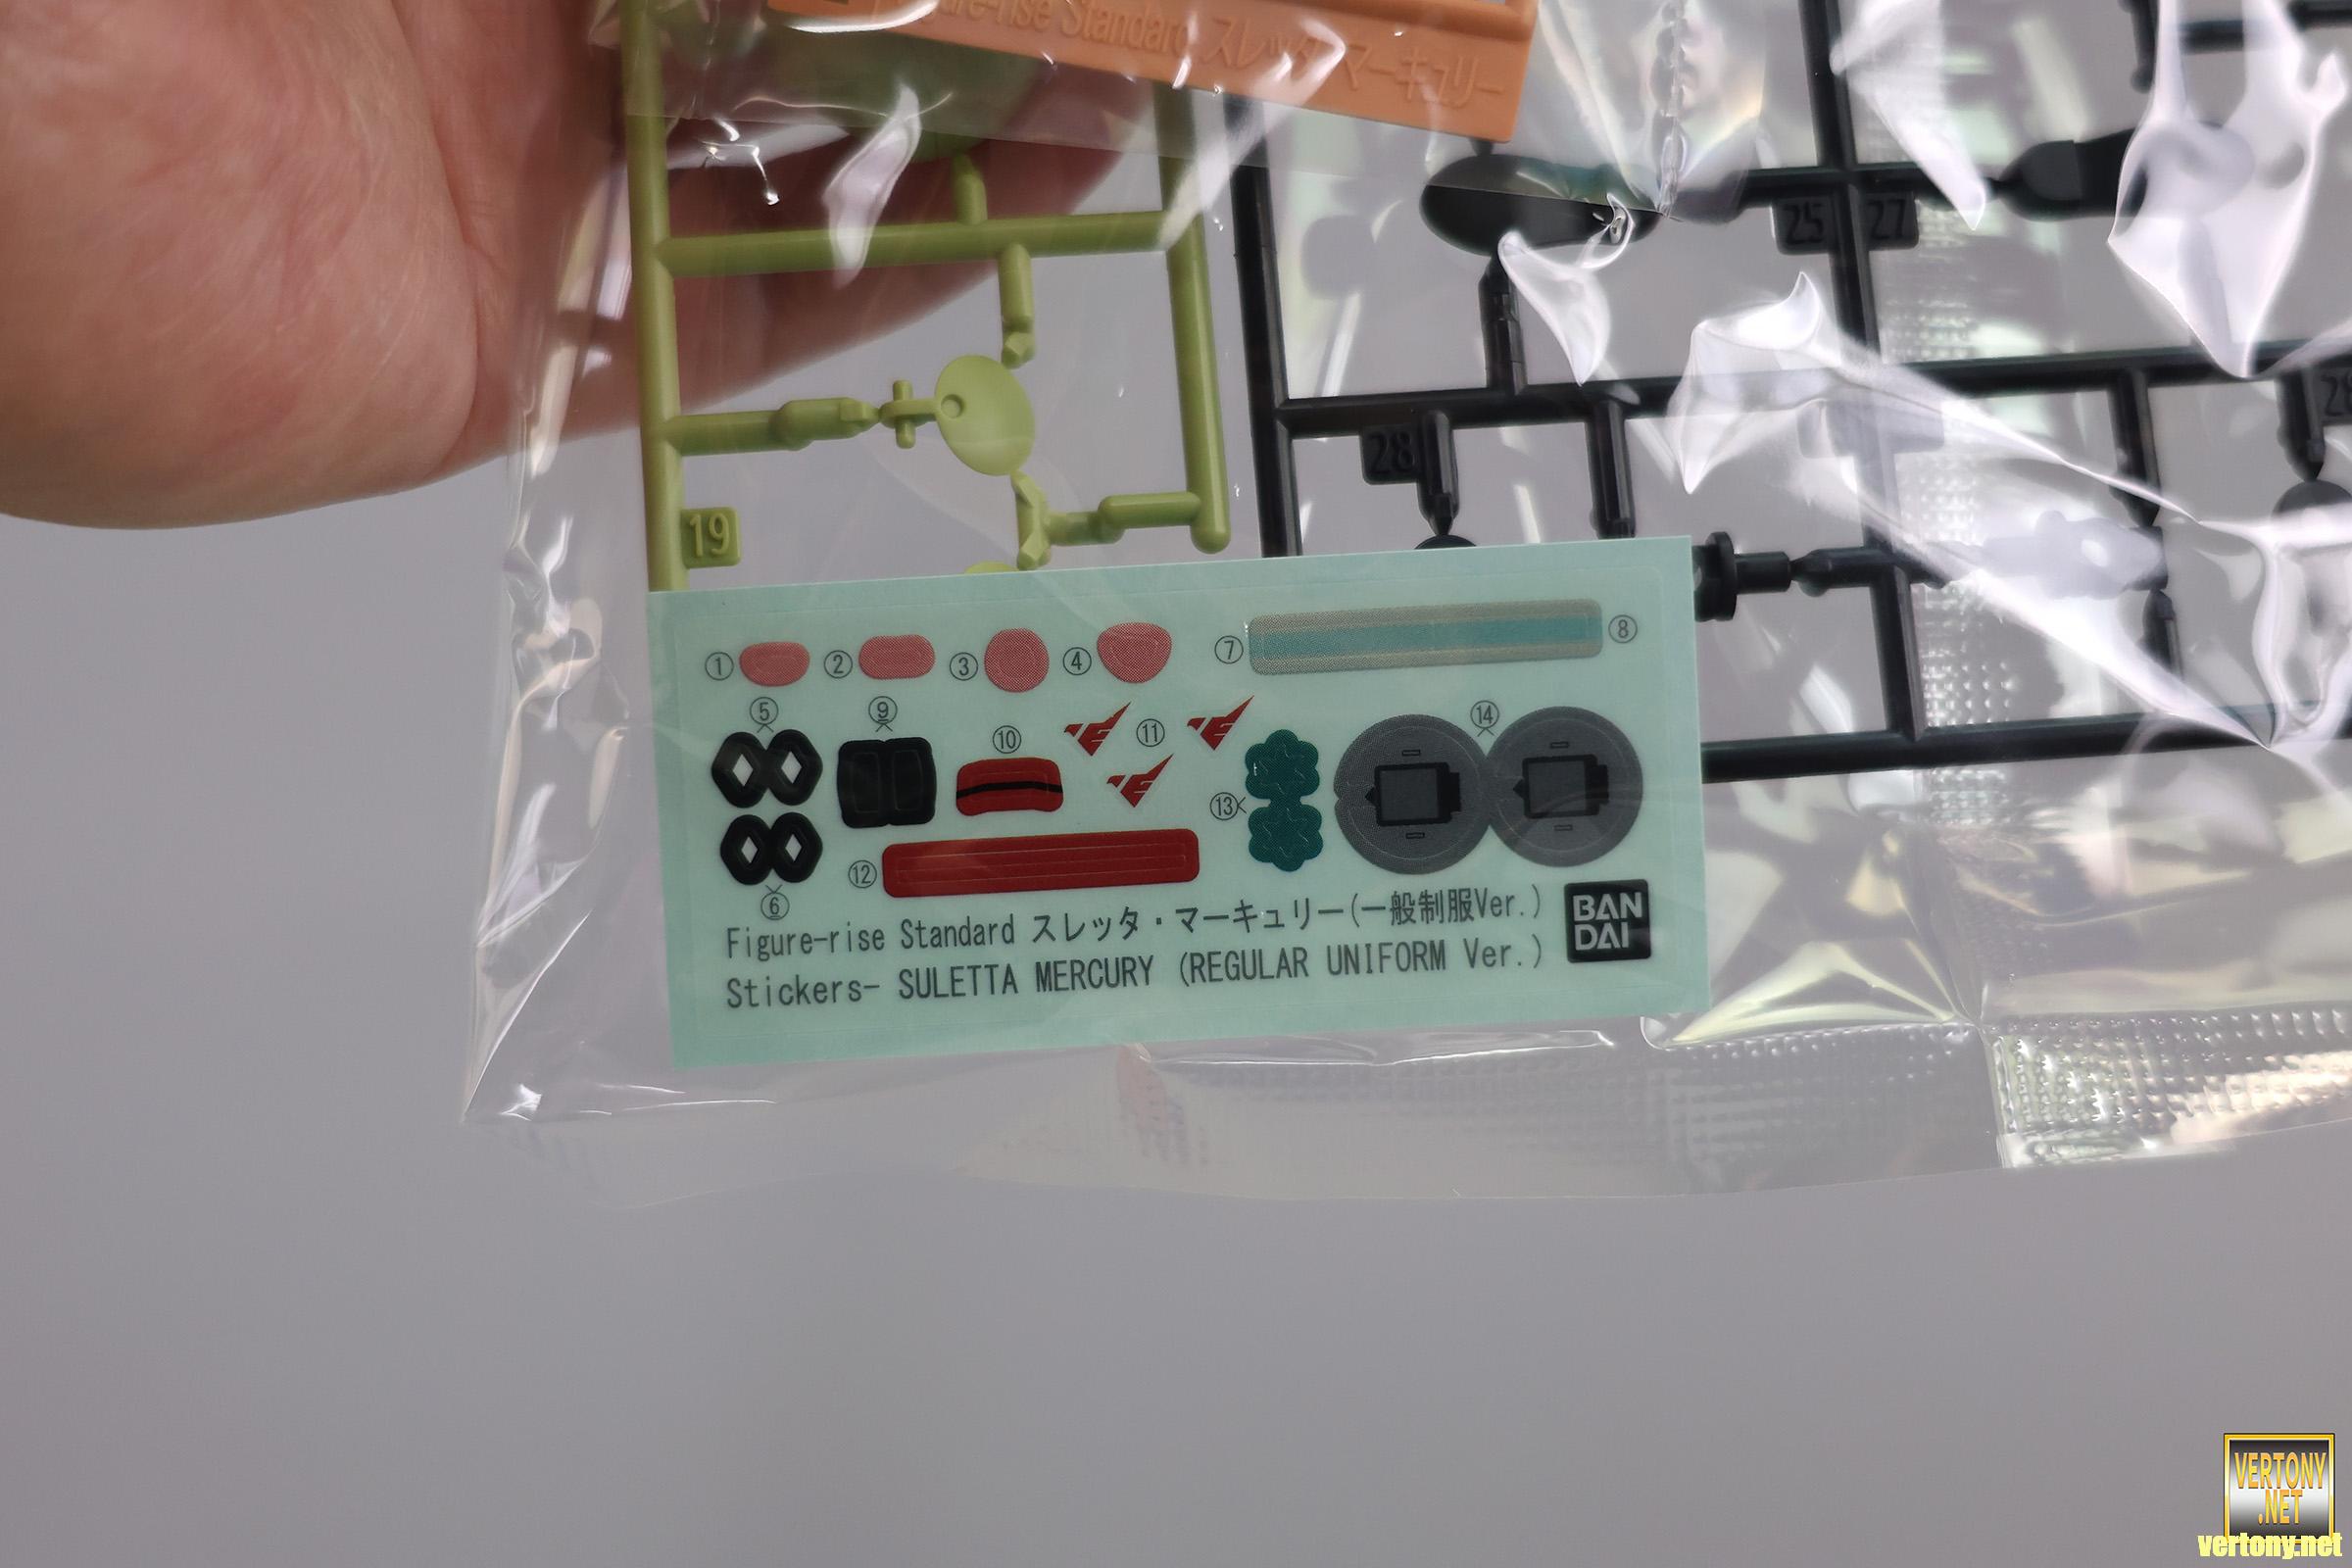 Figure-rise Standard スレッタ マーキュリー
25
27
28
19
① ② ③ ④ ⑦ ⑧
⑤ ⑨ ⑩ ⑪ ⑭
⑬
⑫
⑥
Figure-rise Standard スレッタ・マーキュリー(一般制服Ver.)
Stickers- SULETTA MERCURY (REGULAR UNIFORM Ver.)
BAN
DAI
VERTONY
.NET
vertony.net